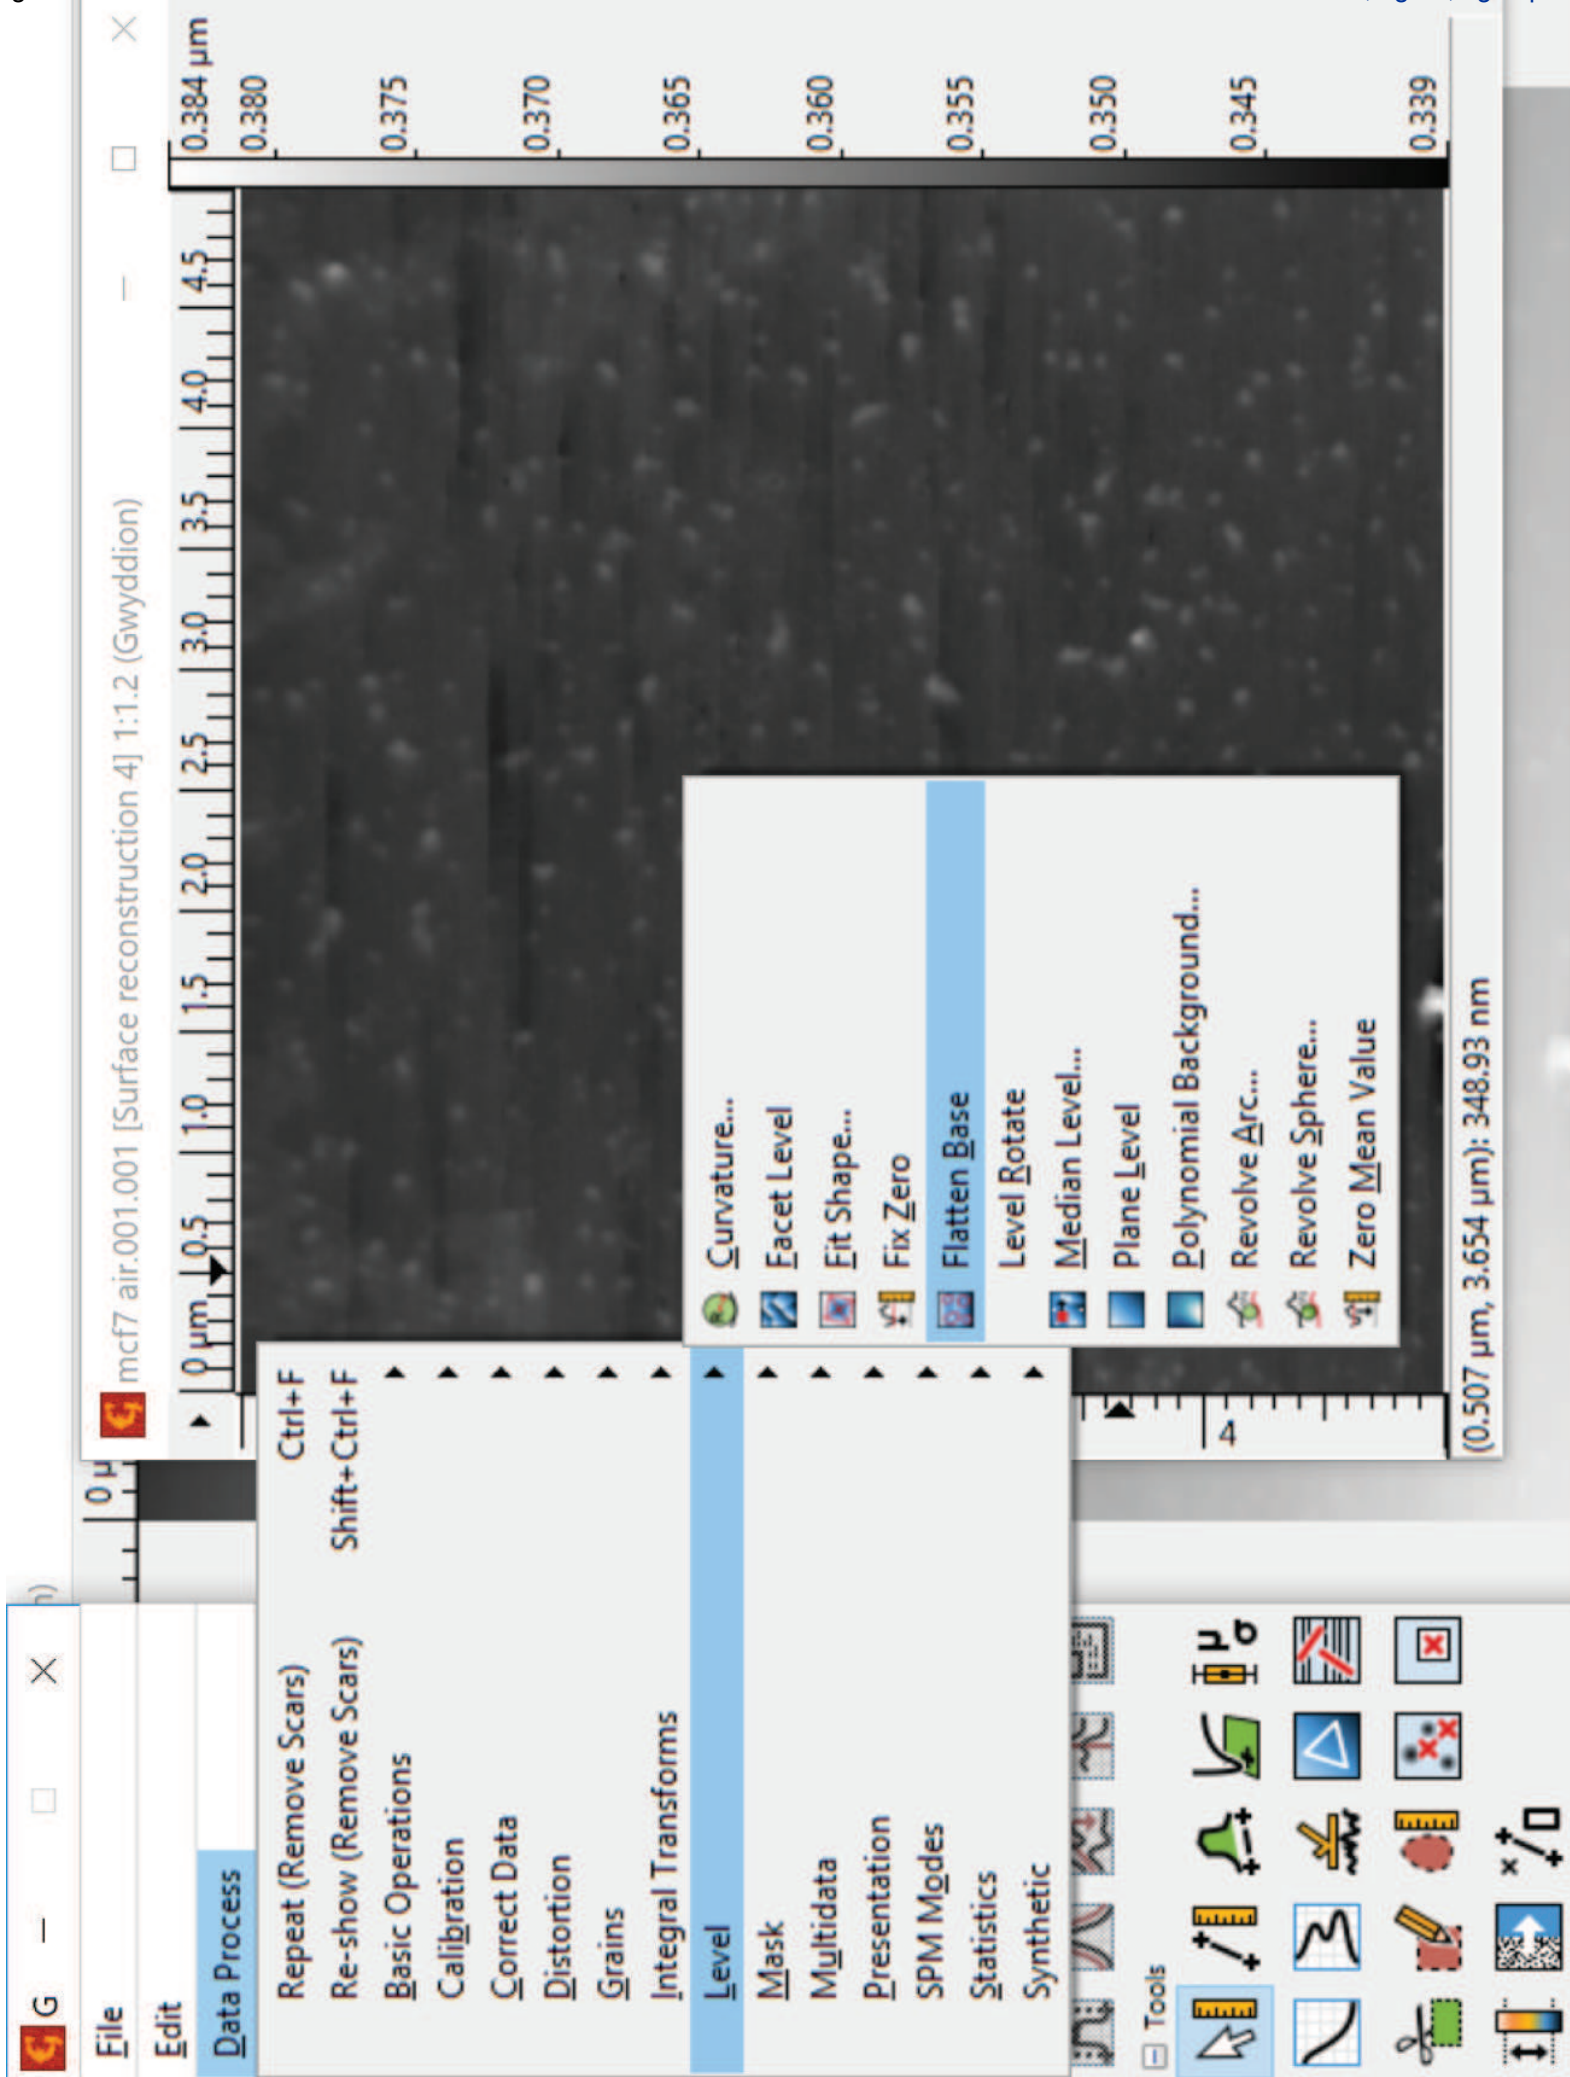 G
File
Edit
Data Process
Repeat (Remove Scars) Ctrl+F
Re-show (Remove Scars) Shift+Ctrl+F
Basic Operations
Calibration
Correct Data
Distortion
Grains
Integral Transforms
Level
Mask
Multidata
Presentation
SPM Modes
Statistics
Synthetic
Tools
μ
σ
mcf7 air.001.001 [Surface reconstruction 4] 1:1.2 (Gwyddion)
0 μm 0.5 1.0 1.5 2.0 2.5 3.0 3.5 4.0 4.5
4
0.384 μm
0.380
0.375
0.370
0.365
0.360
0.355
0.350
0.345
0.339
Curvature...
Facet Level
Fit Shape...
Fix Zero
Flatten Base
Level Rotate
Median Level...
Plane Level
Polynomial Background...
Revolve Arc...
Revolve Sphere...
Zero Mean Value
(0.507 μm, 3.654 μm): 348.93 nm